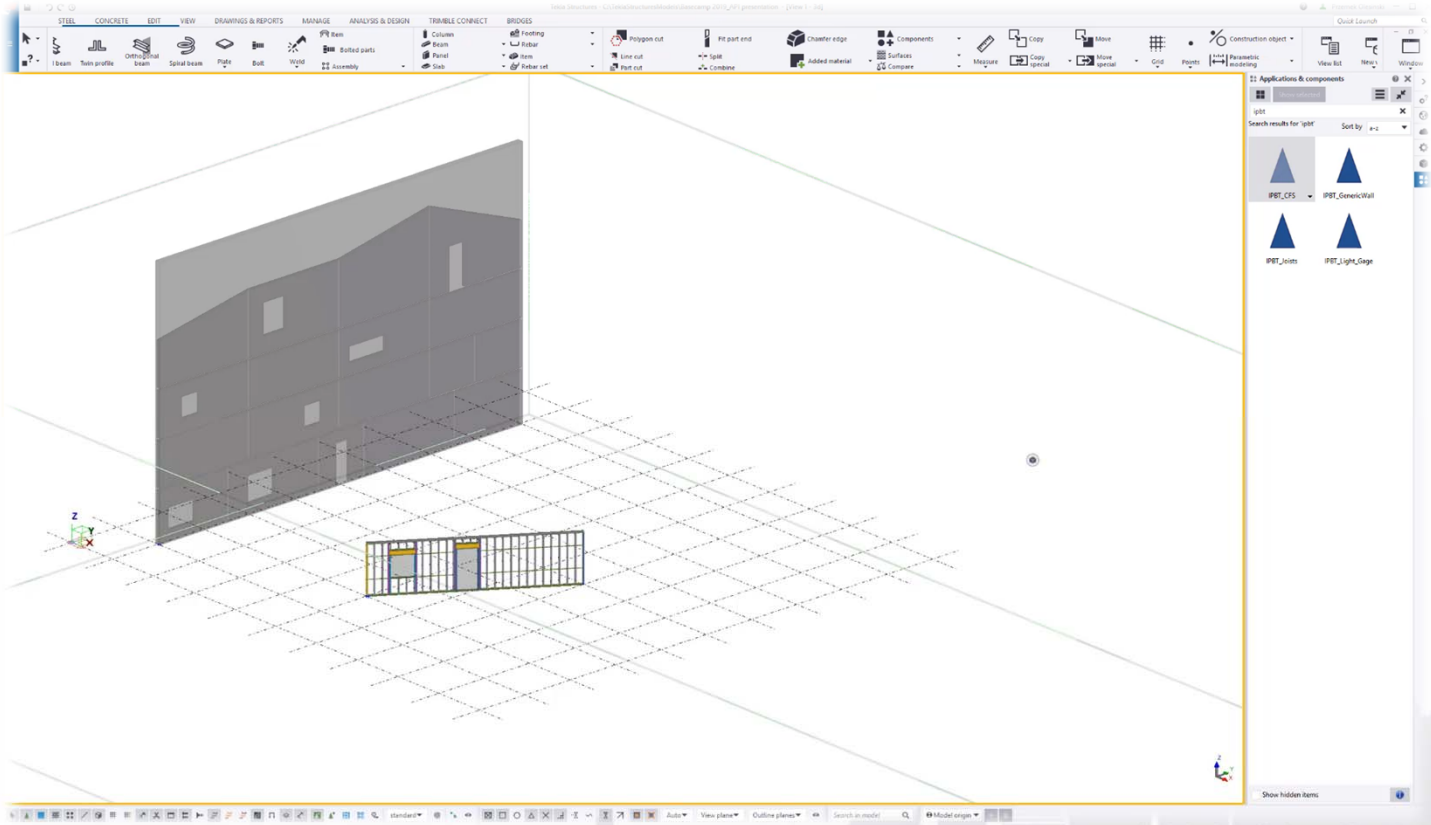 STEEL CONCRETE EDIT VIEW DRAWINGS & REPORTS MANAGE ANALYSIS & DESIGN TRIMBLE CONNECT BRIDGES Quick Launch
I beam Twin profile Orthogonal beam Spiral beam Plate Bolt Weld
Item
Bolted parts
Assembly
Column
Beam
Panel
Slab
Footing
Rebar
Item
Rebar set
Polygon cut
Line cut
Part cut
Fit part end
Split
Combine
Chamfer edge
Added material
Components
Surfaces
Compare
Measure
Copy
Copy special
Move
Move special
Grid
Points
Construction object
Parametric modeling
View list
Window
Applications & components
Show selected
ipbt
Search results for 'ipbt'
Sort by a-z
IPBT_CFS IPBT_GenericWall
IPBT_Joists IPBT_Light_Gage
Z
Y
X
Show hidden items
standard Auto View plane Outline planes Search in model Model origin